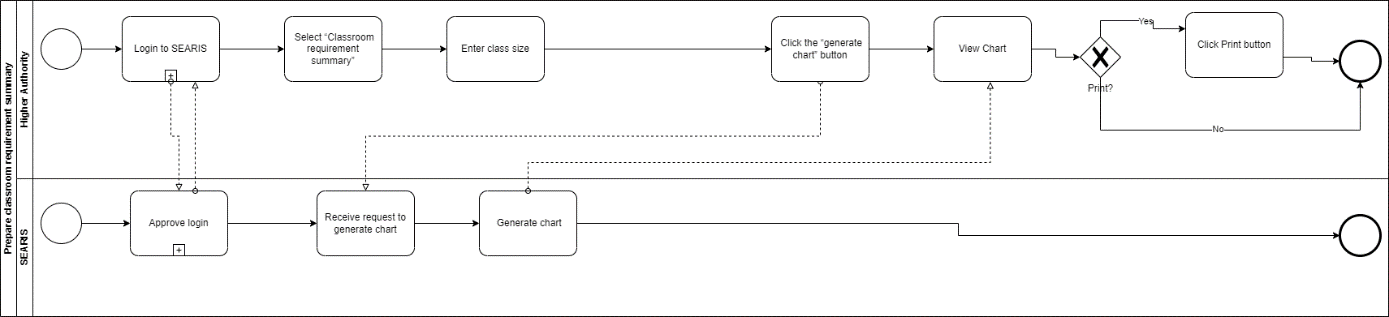 Prepare classroom requirement summary
Higher Authority
Login to SEARIS
+
Select “Classroom
requirement
summary”
Enter class size
Click the “generate
chart” button
View Chart
Print?
Yes
Click Print button
No
SEARIS
Approve login
+
Receive request to
generate chart
Generate chart